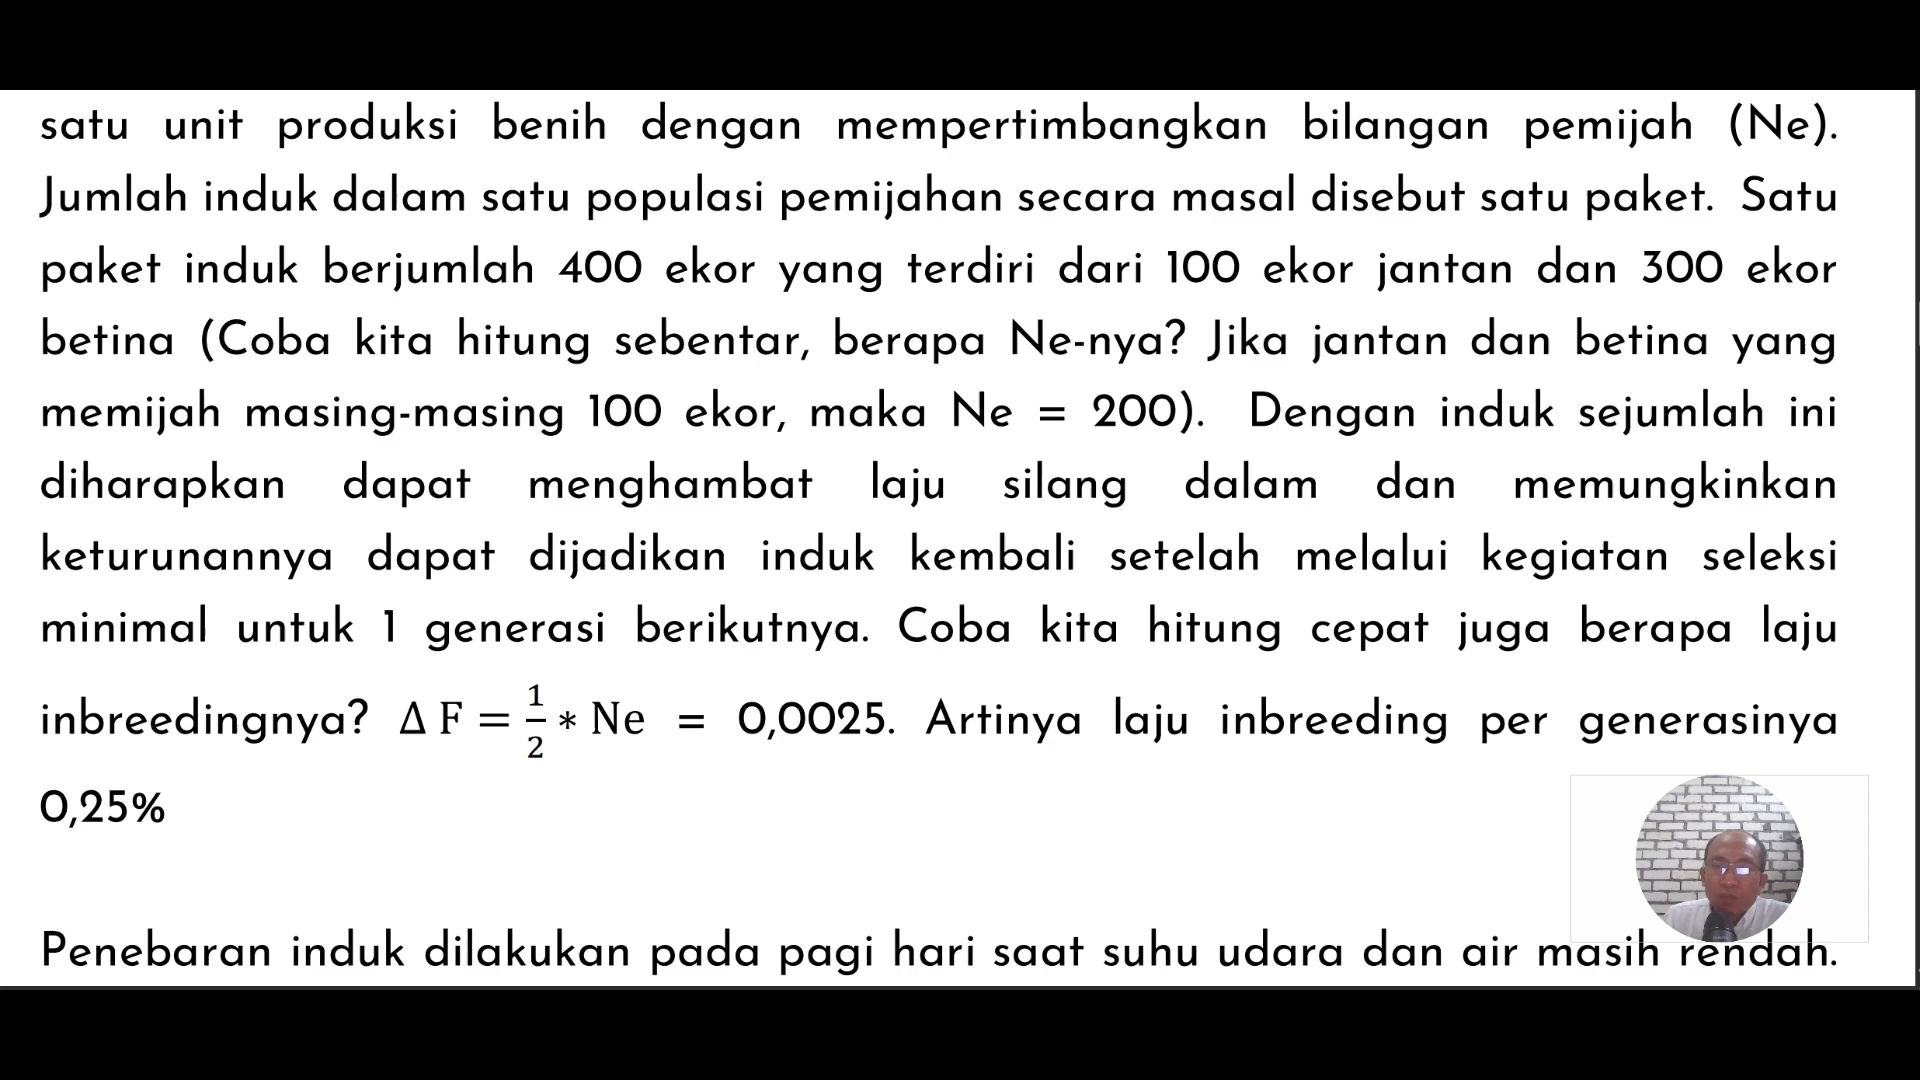 satu unit produksi benih dengan mempertimbangkan bilangan pemijah (Ne).
Jumlah induk dalam satu populasi pemijahan secara masal disebut satu paket. Satu
paket induk berjumlah 400 ekor yang terdiri dari 100 ekor jantan dan 300 ekor
betina (Coba kita hitung sebentar, berapa Ne-nya? Jika jantan dan betina yang
memijah masing-masing 100 ekor, maka Ne = 200). Dengan induk sejumlah ini
diharapkan dapat menghambat laju silang dalam dan memungkinkan
keturunannya dapat dijadikan induk kembali setelah melalui kegiatan seleksi
minimal untuk 1 generasi berikutnya. Coba kita hitung cepat juga berapa laju
inbreedingnya? Δ F = 1/2 * Ne = 0,0025. Artinya laju inbreeding per generasinya
0,25%
Penebaran induk dilakukan pada pagi hari saat suhu udara dan air masih rendah.